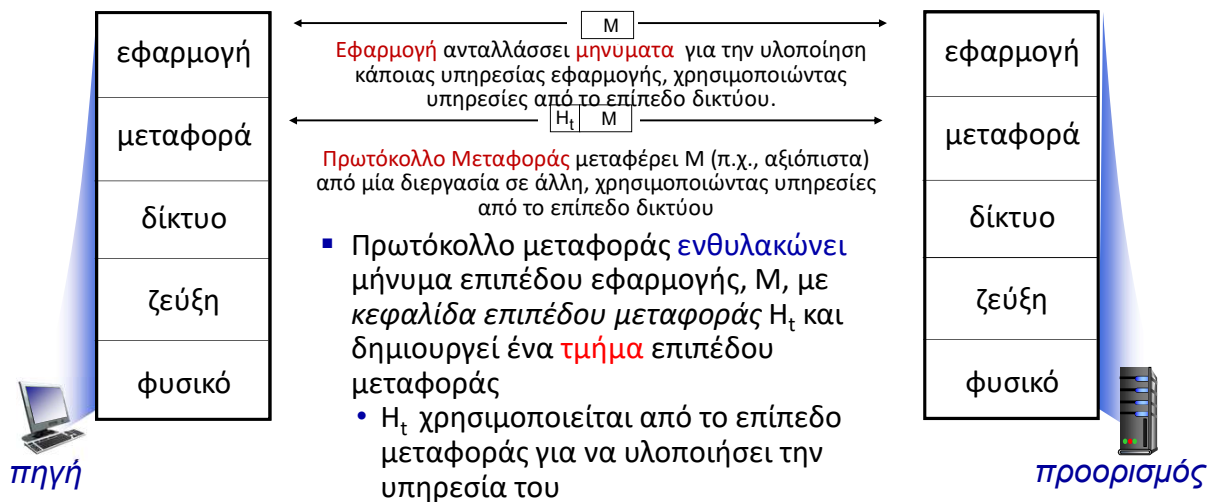 εφαρμογή
μεταφορά
δίκτυο
ζεύξη
φυσικό
πηγή
M
Εφαρμογή ανταλλάσσει μηνύματα για την υλοποίηση
κάποιας υπηρεσίας εφαρμογής, χρησιμοποιώντας
υπηρεσίες από το επίπεδο δικτύου.
Ht M
Πρωτόκολλο Μεταφοράς μεταφέρει M (π.χ., αξιόπιστα)
από μία διεργασία σε άλλη, χρησιμοποιώντας υπηρεσίες
από το επίπεδο δικτύου
▪ Πρωτόκολλο μεταφοράς ενθυλακώνει
μήνυμα επιπέδου εφαρμογής, M, με
κεφαλίδα επιπέδου μεταφοράς Ht και
δημιουργεί ένα τμήμα επιπέδου
μεταφοράς
• Ht χρησιμοποιείται από το επίπεδο
μεταφοράς για να υλοποιήσει την
υπηρεσία του
εφαρμογή
μεταφορά
δίκτυο
ζεύξη
φυσικό
προορισμός